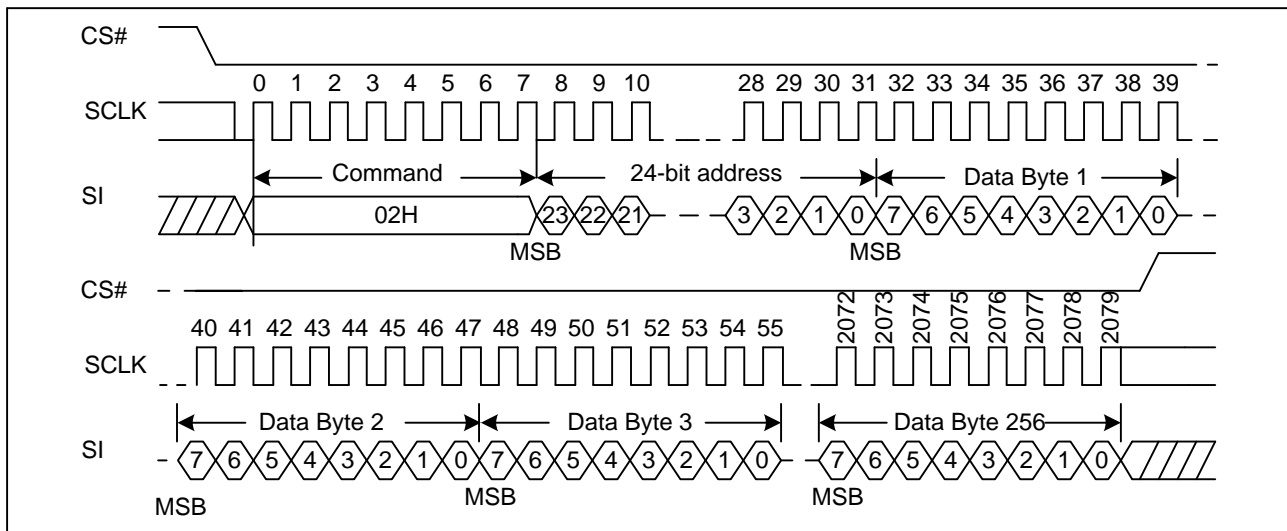 CS#
0 1 2 3 4 5 6 7 8 9 10 28 29 30 31 32 33 34 35 36 37 38 39
SCLK
Command 24-bit address Data Byte 1
SI
02H 23 22 21 3 2 1 0 7 6 5 4 3 2 1 0
MSB MSB
CS#
40 41 42 43 44 45 46 47 48 49 50 51 52 53 54 55 2072 2073 2074 2075 2076 2077 2078 2079
SCLK
Data Byte 2 Data Byte 3 Data Byte 256
SI
7 6 5 4 3 2 1 0 7 6 5 4 3 2 1 0 7 6 5 4 3 2 1 0
MSB MSB MSB